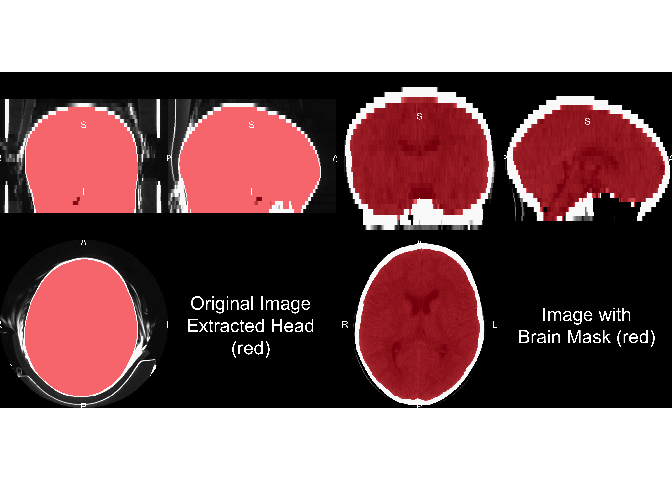 S
S
S
S
R
P
A
I
I
A
A
Original Image
Extracted Head
(red)
Image with
Brain Mask (red)
R
L
R
L
P
P